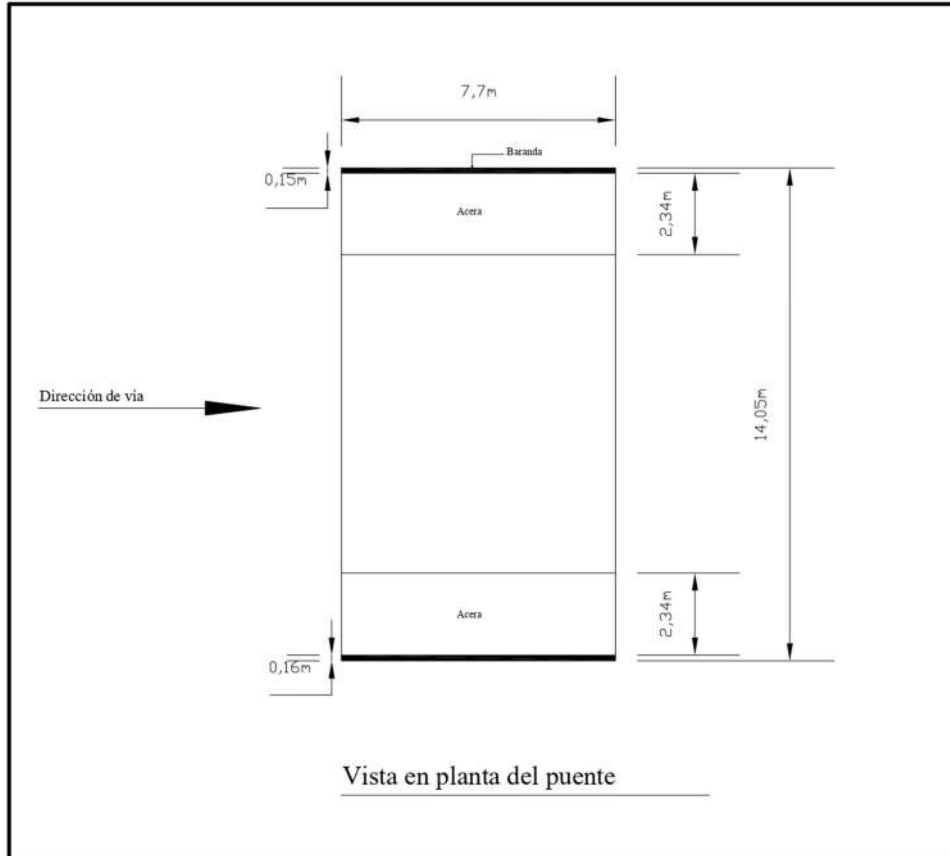 7,7m
Baranda
0,15m
Acera
2,34m
Dirección de vía
14,05m
Acera
2,34m
0,16m
Vista en planta del puente